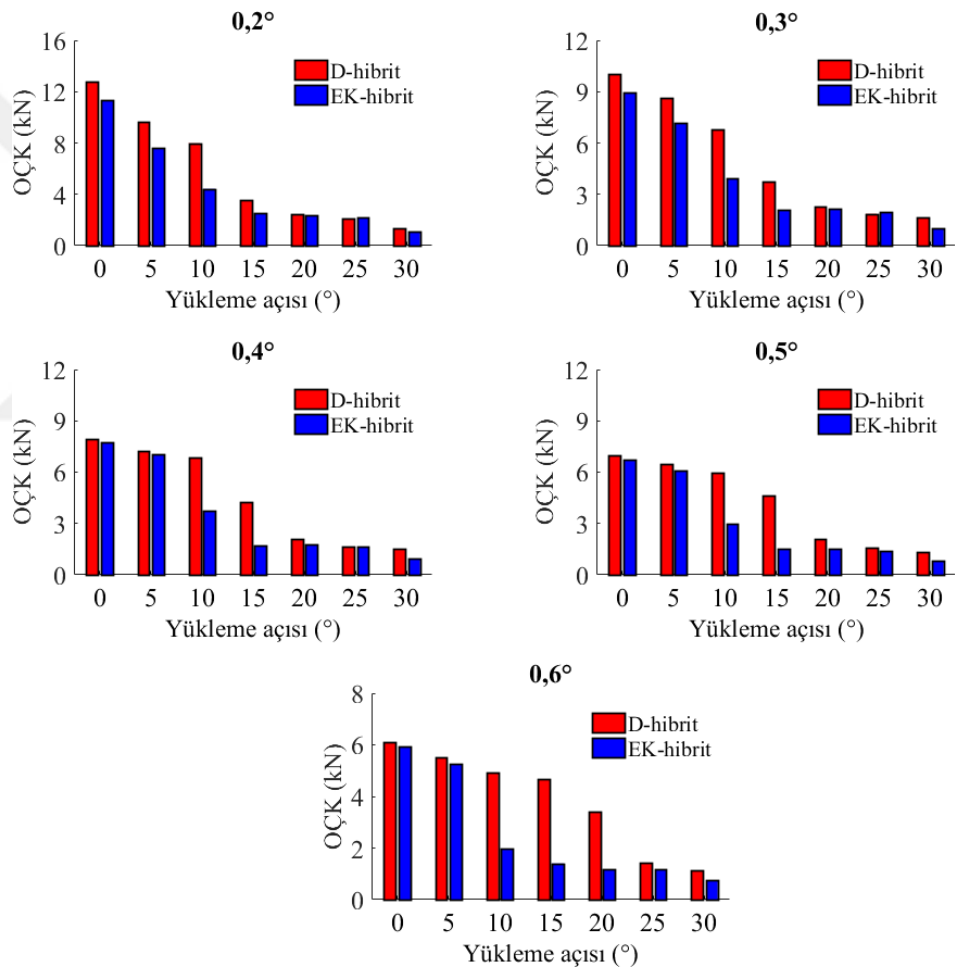 0,2°
16
12
8
4
0
OÇK (kN)
D-hibrit
EK-hibrit
0 5 10 15 20 25 30
Yükleme açısı (°)
0,3°
12
9
6
3
0
OÇK (kN)
D-hibrit
EK-hibrit
0 5 10 15 20 25 30
Yükleme açısı (°)
0,4°
12
9
6
3
0
OÇK (kN)
D-hibrit
EK-hibrit
0 5 10 15 20 25 30
Yükleme açısı (°)
0,5°
12
9
6
3
0
OÇK (kN)
D-hibrit
EK-hibrit
0 5 10 15 20 25 30
Yükleme açısı (°)
0,6°
8
6
4
2
0
OÇK (kN)
D-hibrit
EK-hibrit
0 5 10 15 20 25 30
Yükleme açısı (°)